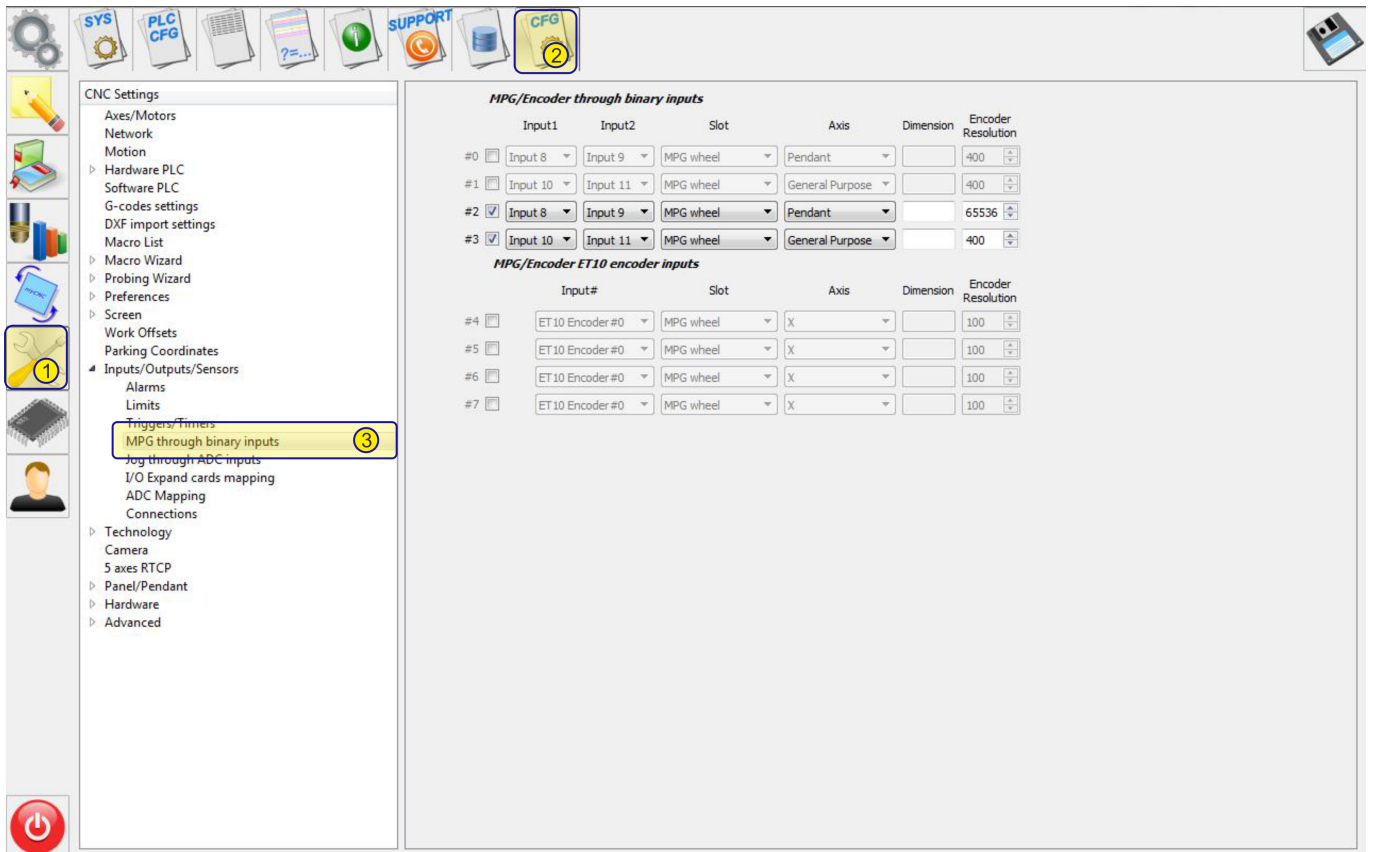 SYS
PLC
CFG
?=...
SUPPORT
CFG
2
CNC Settings
Axes/Motors
Network
Motion
Hardware PLC
Software PLC
G-codes settings
DXF import settings
Macro List
Macro Wizard
Probing Wizard
Preferences
Screen
Work Offsets
Parking Coordinates
Inputs/Outputs/Sensors
Alarms
Limits
Triggers/Timers
MPG through binary inputs
3
Jog through ADC inputs
I/O Expand cards mapping
ADC Mapping
Connections
Technology
Camera
5 axes RTCP
Panel/Pendant
Hardware
Advanced
myCNC
1
MPG/Encoder through binary inputs
Input1 Input2 Slot Axis Dimension Encoder Resolution
#0 Input 8 Input 9 MPG wheel Pendant 400
#1 Input 10 Input 11 MPG wheel General Purpose 400
#2 Input 8 Input 9 MPG wheel Pendant 65536
#3 Input 10 Input 11 MPG wheel General Purpose 400
MPG/Encoder ET10 encoder inputs
Input# Slot Axis Dimension Encoder Resolution
#4 ET10 Encoder#0 MPG wheel X 100
#5 ET10 Encoder#0 MPG wheel X 100
#6 ET10 Encoder#0 MPG wheel X 100
#7 ET10 Encoder#0 MPG wheel X 100